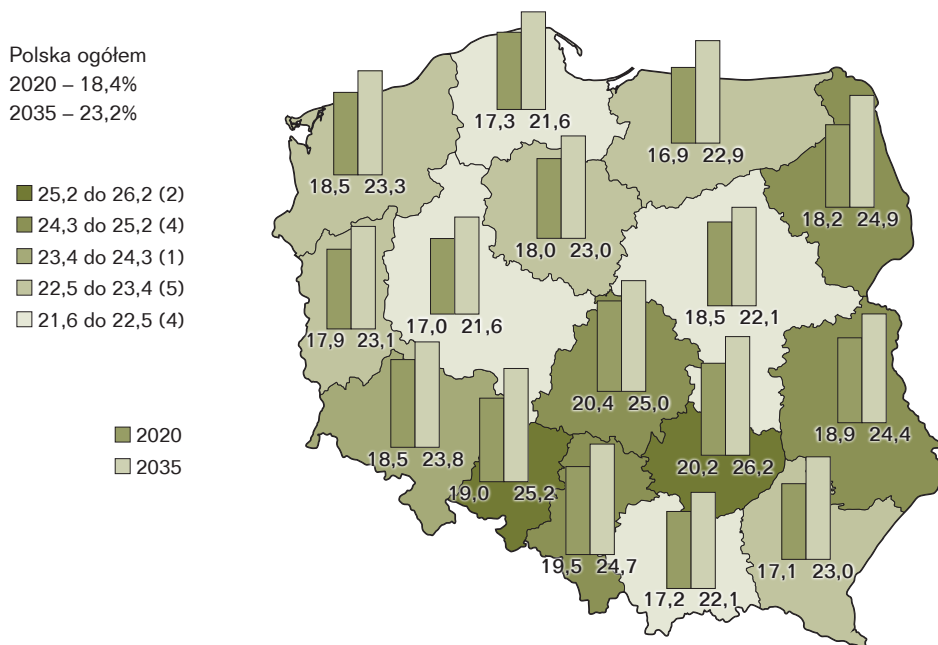 Polska ogółem
2020 – 18,4%
2035 – 23,2%
25,2 do 26,2 (2)
24,3 do 25,2 (4)
23,4 do 24,3 (1)
22,5 do 23,4 (5)
21,6 do 22,5 (4)
2020
2035
17,3 21,6
16,9 22,9
18,5 23,3
18,2 24,9
18,0 23,0
18,5 22,1
17,0 21,6
17,9 23,1
20,4 25,0
18,9 24,4
18,5 23,8
20,2 26,2
19,0 25,2
19,5 24,7
17,1 23,0
17,2 22,1